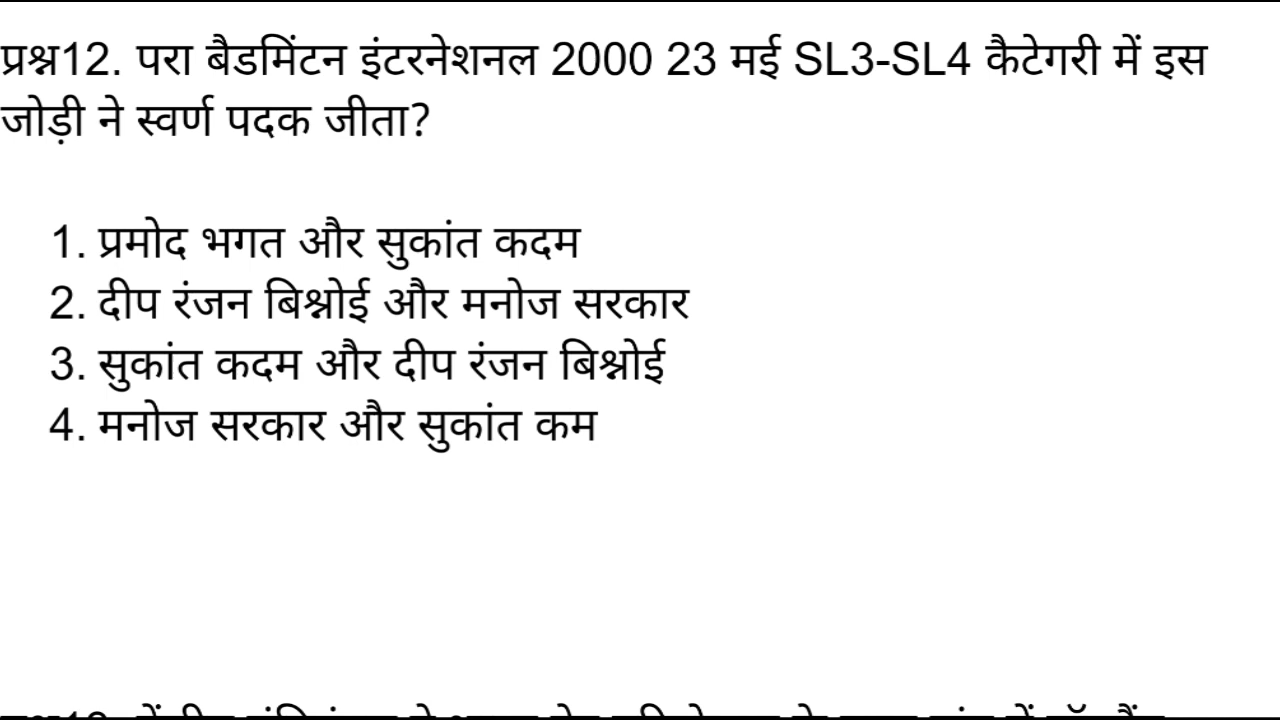 प्रश्न12. परा बैडमिंटन इंटरनेशनल 2000 23 मई SL3-SL4 कैटेगरी में इस
जोड़ी ने स्वर्ण पदक जीता?
1. प्रमोद भगत और सुकांत कदम
2. दीप रंजन बिश्नोई और मनोज सरकार
3. सुकांत कदम और दीप रंजन बिश्नोई
4. मनोज सरकार और सुकांत कम